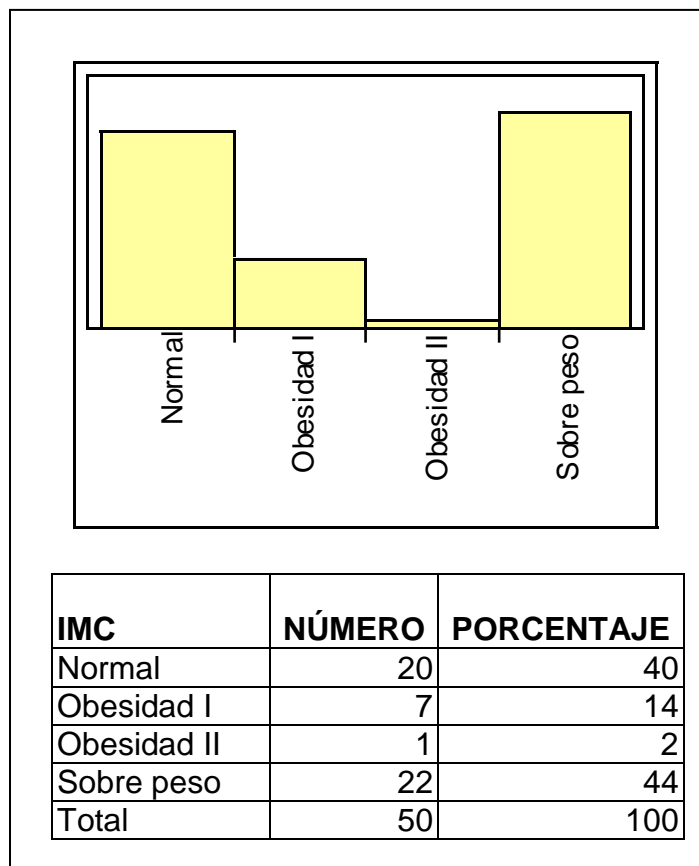 Normal
Obesidad I
Obesidad II
Sobre peso
IMC NÚMERO PORCENTAJE
Normal 20 40
Obesidad I 7 14
Obesidad II 1 2
Sobre peso 22 44
Total 50 100